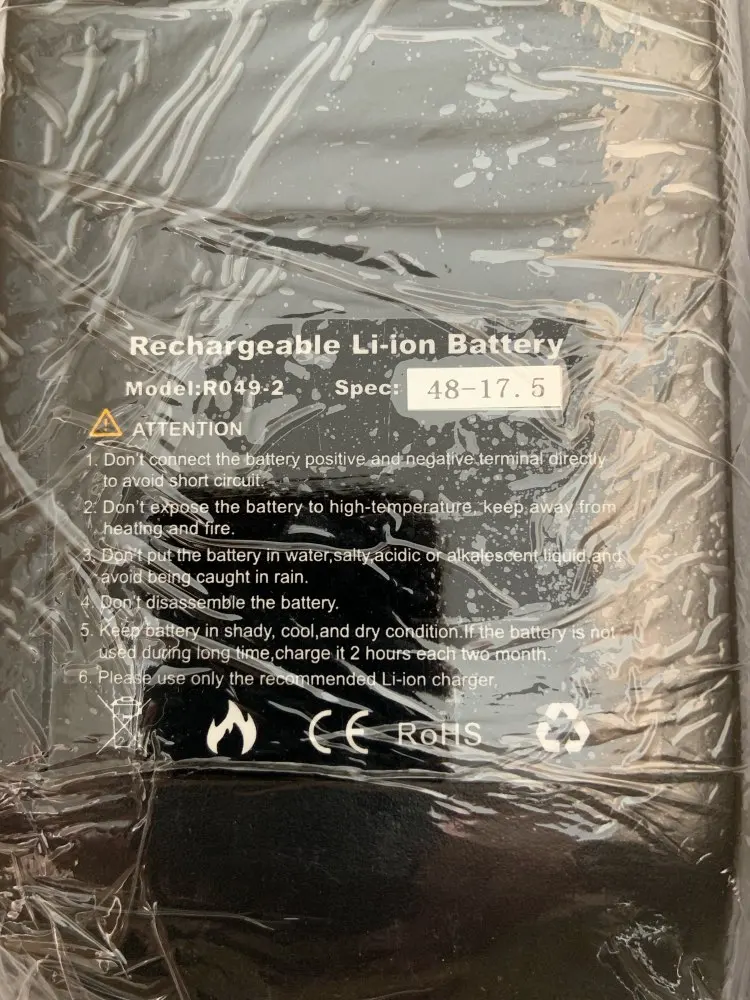 Rechargeable Li-ion Battery
Model:R049-2 Spec: 48-17.5
ATTENTION
1. Don't connect the battery positive and negative terminal directly
to avoid short circuit.
2. Don't expose the battery to high-temperature, keep away from
heating and fire.
3. Don't put the battery in water,salty,acidic or alkalescent liquid,and
avoid being caught in rain.
4. Don't disassemble the battery.
5. Keep battery in shady, cool,and dry condition.If the battery is not
used during long time,charge it 2 hours each two month.
6. Please use only the recommended Li-ion charger.
CE RoHS